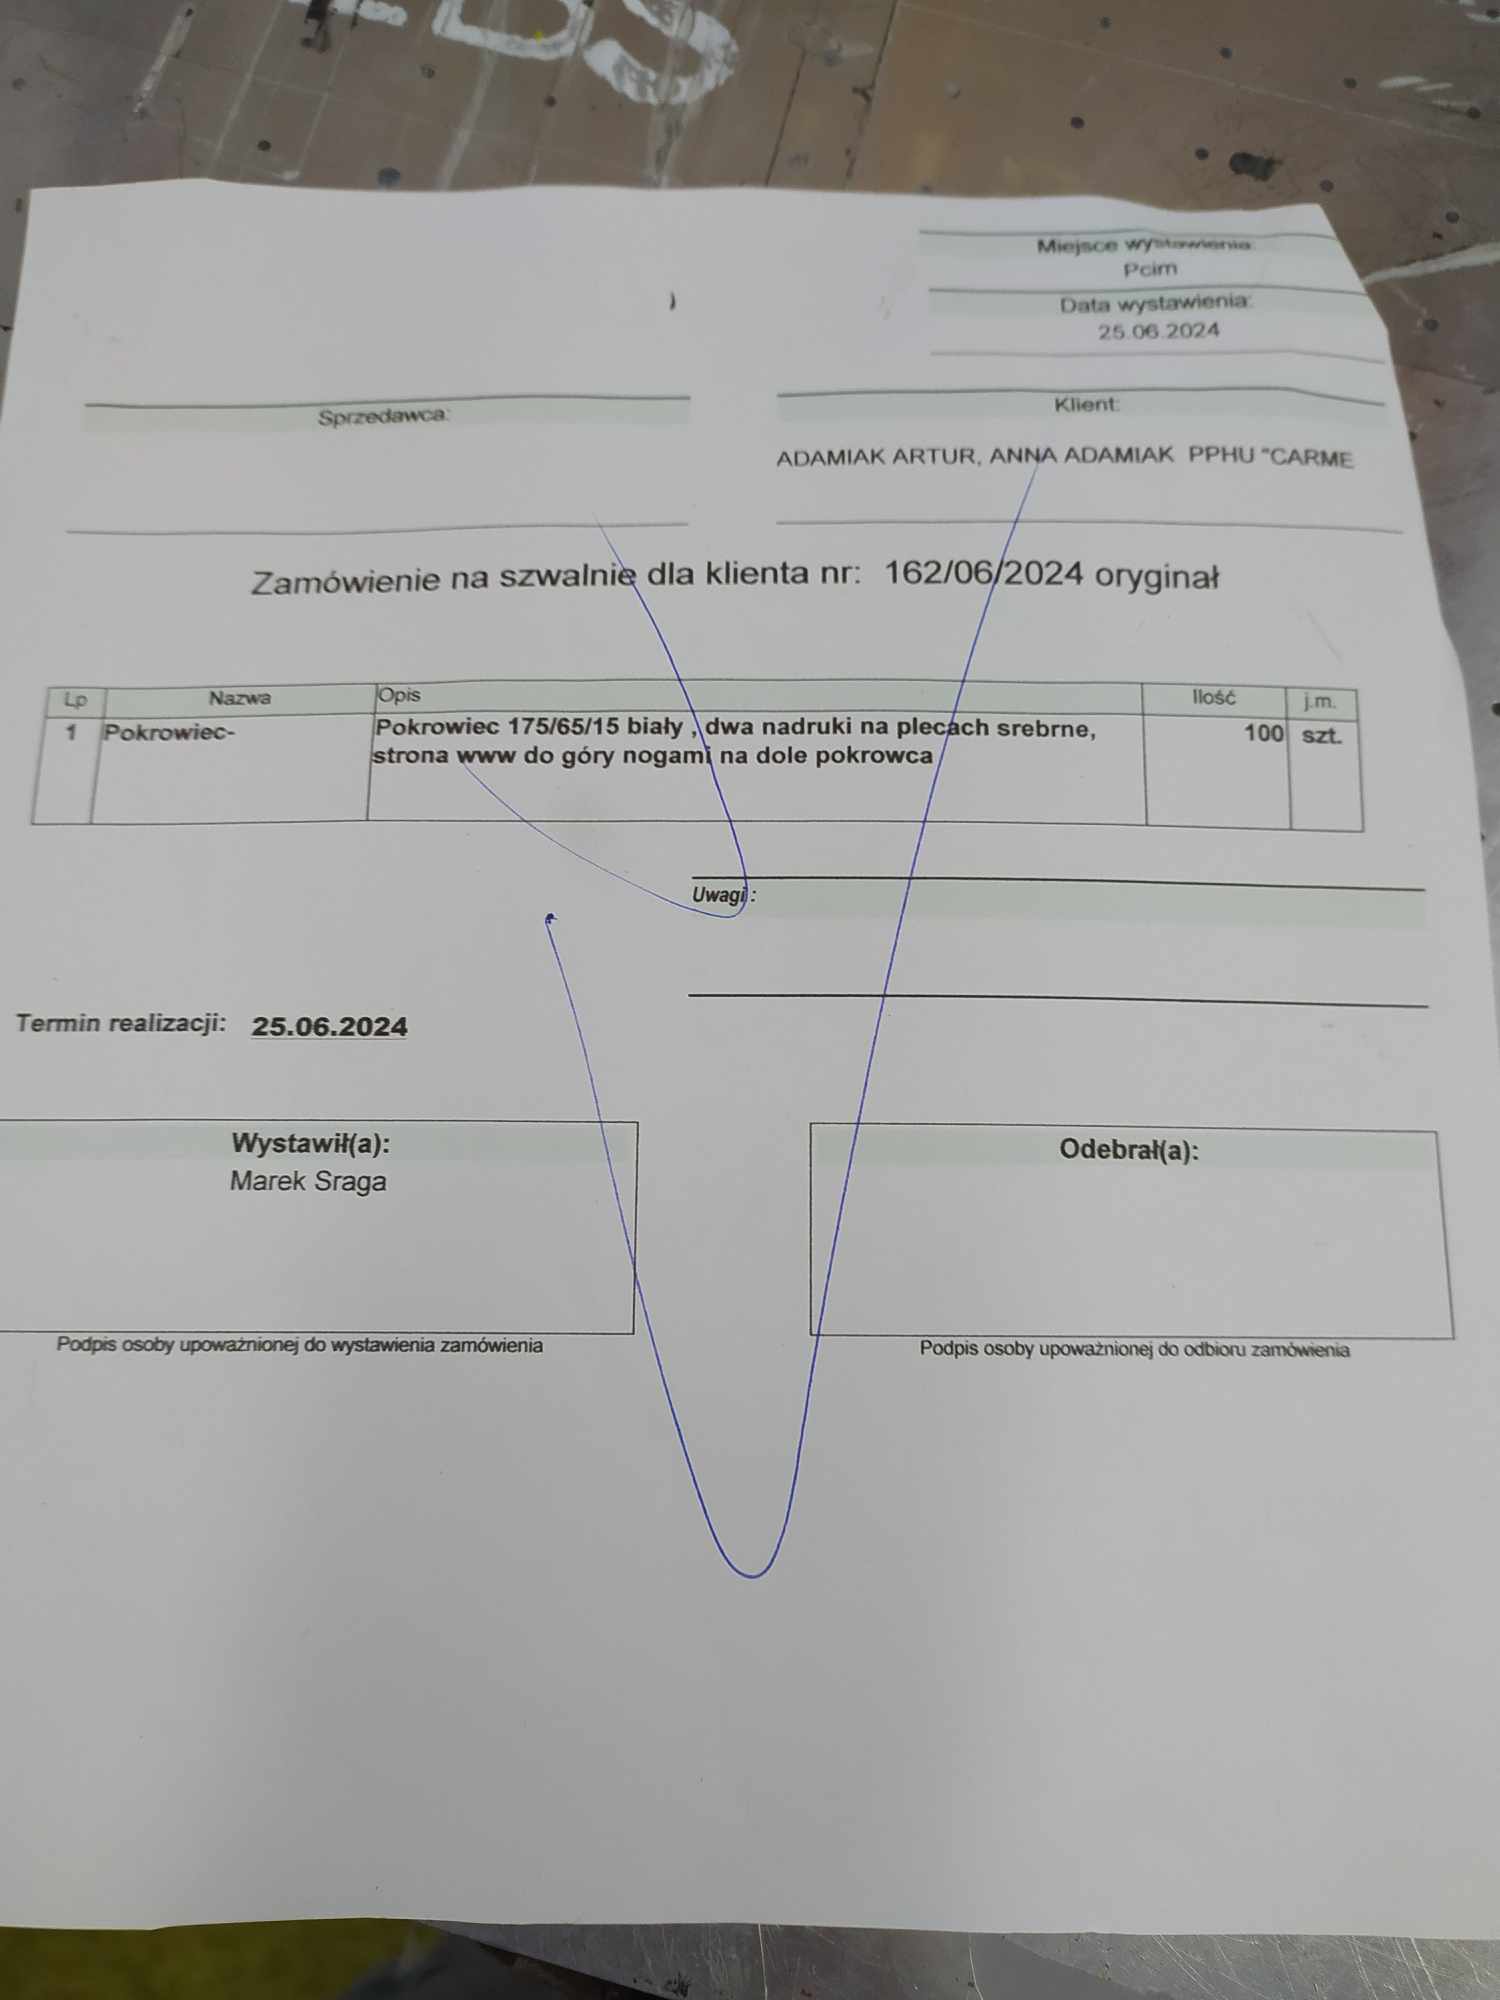 Miejsce wystawienia:
Pcim
Data wystawienia:
25.06.2024
Sprzedawca:
Klient:
ADAMIAK ARTUR, ANNA ADAMIAK PPHU "CARME
Zamówienie na szwalnie dla klienta nr: 162/06/2024 oryginał
Lp Nazwa Opis Ilość j.m.
1 Pokrowiec- Pokrowiec 175/65/15 biały , dwa nadruki na plecach srebrne, 100 szt.
strona www do góry nogami na dole pokrowca
Uwagi :
Termin realizacji: 25.06.2024
Wystawił(a):
Marek Sraga
Odebrał(a):
Podpis osoby upoważnionej do wystawienia zamówienia
Podpis osoby upoważnionej do odbioru zamówienia